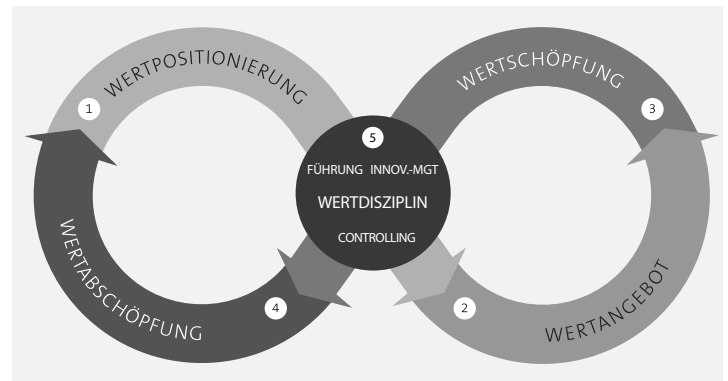 1
WERTPOSITIONIERUNG
WERTSCHÖPFUNG
3
5
FÜHRUNG INNOV.-MGT
WERTDISZIPLIN
CONTROLLING
WERTABSCHÖPFUNG
4
2
WERTANGEBOT